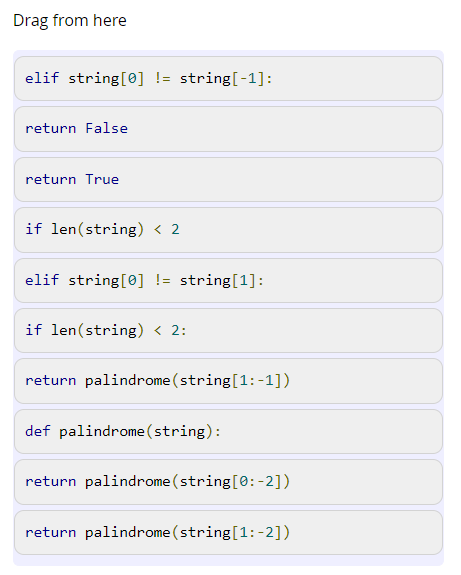 Drag from here
elif string[0] != string[-1]:
return False
return True
if len(string) < 2
elif string[0] != string[1]:
if len(string) < 2:
return palindrome(string[1:-1])
def palindrome(string):
return palindrome(string[0:-2])
return palindrome(string[1:-2])